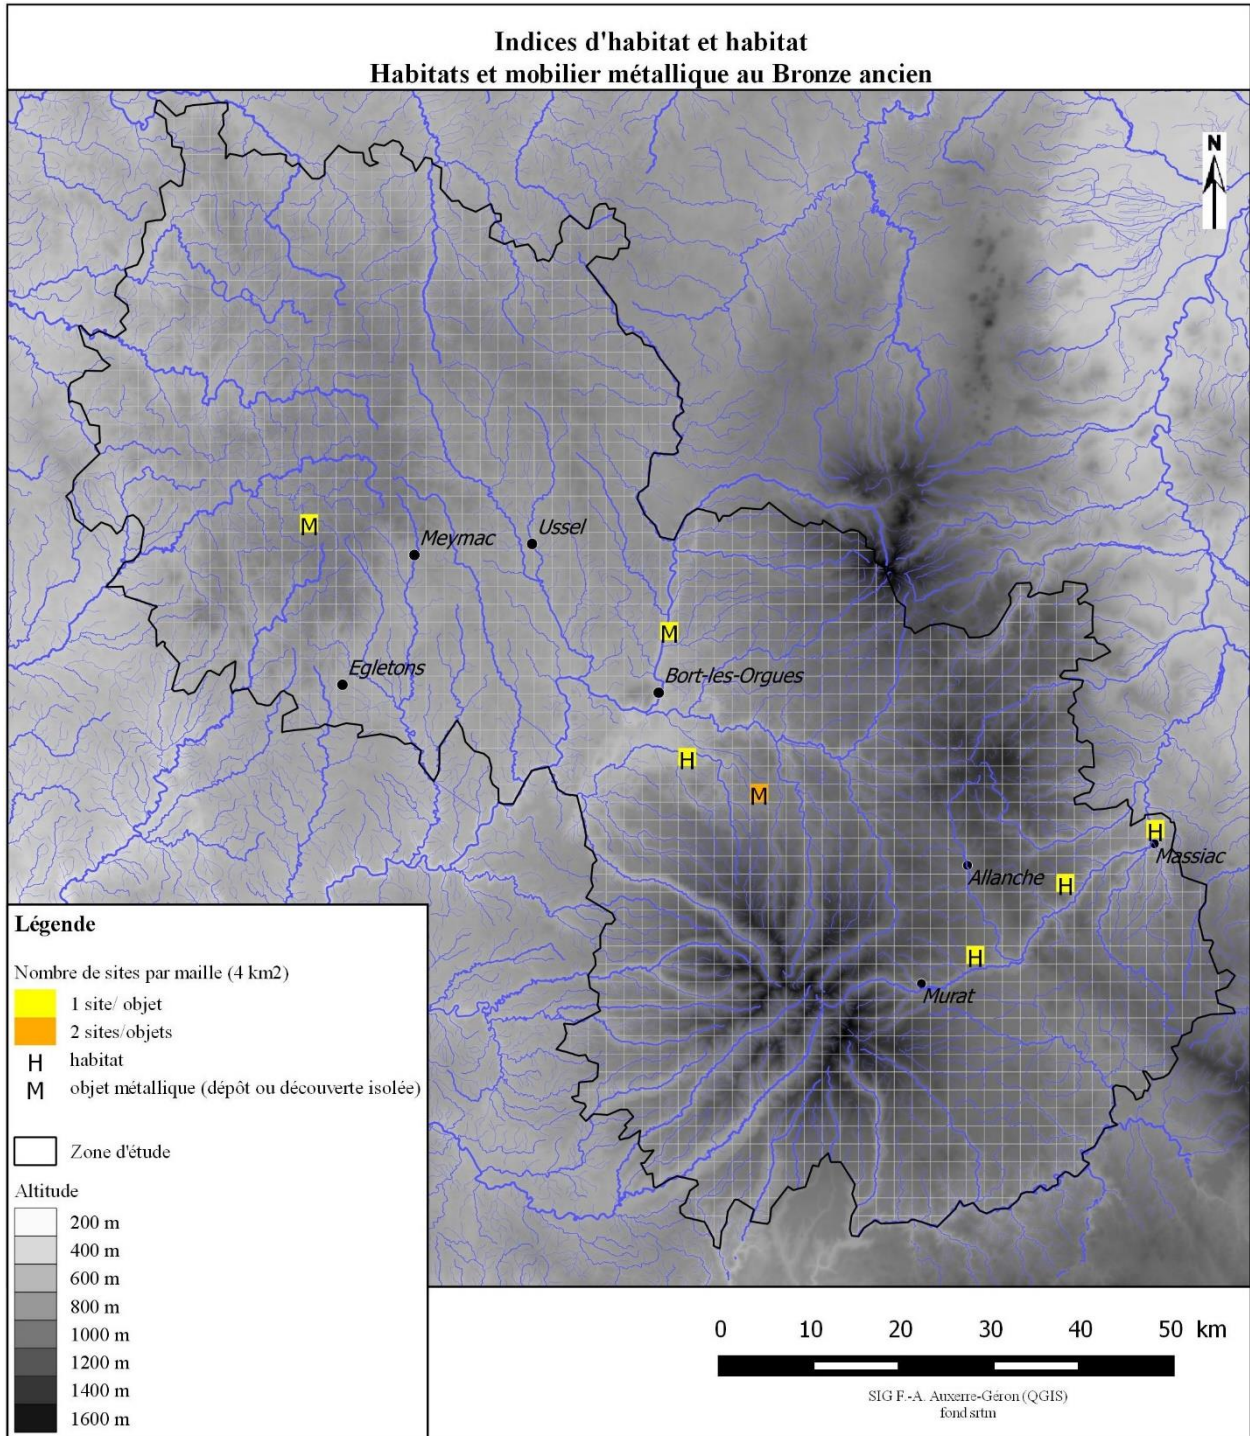 Indices d'habitat et habitat
Habitats et mobilier métallique au Bronze ancien
N
M
Meymac
Ussel
M
Egletons
Bort-les-Orgues
H
M
H
Massiac
Allanche
H
H
Murat
Légende
Nombre de sites par maille (4 km2)
1 site/ objet
2 sites/objets
H habitat
M objet métallique (dépôt ou découverte isolée)
Zone d'étude
Altitude
200 m
400 m
600 m
800 m
1000 m
1200 m
1400 m
1600 m
0 10 20 30 40 50 km
SIG F.-A. Auxerre-Géron (QGIS)
fond srtm